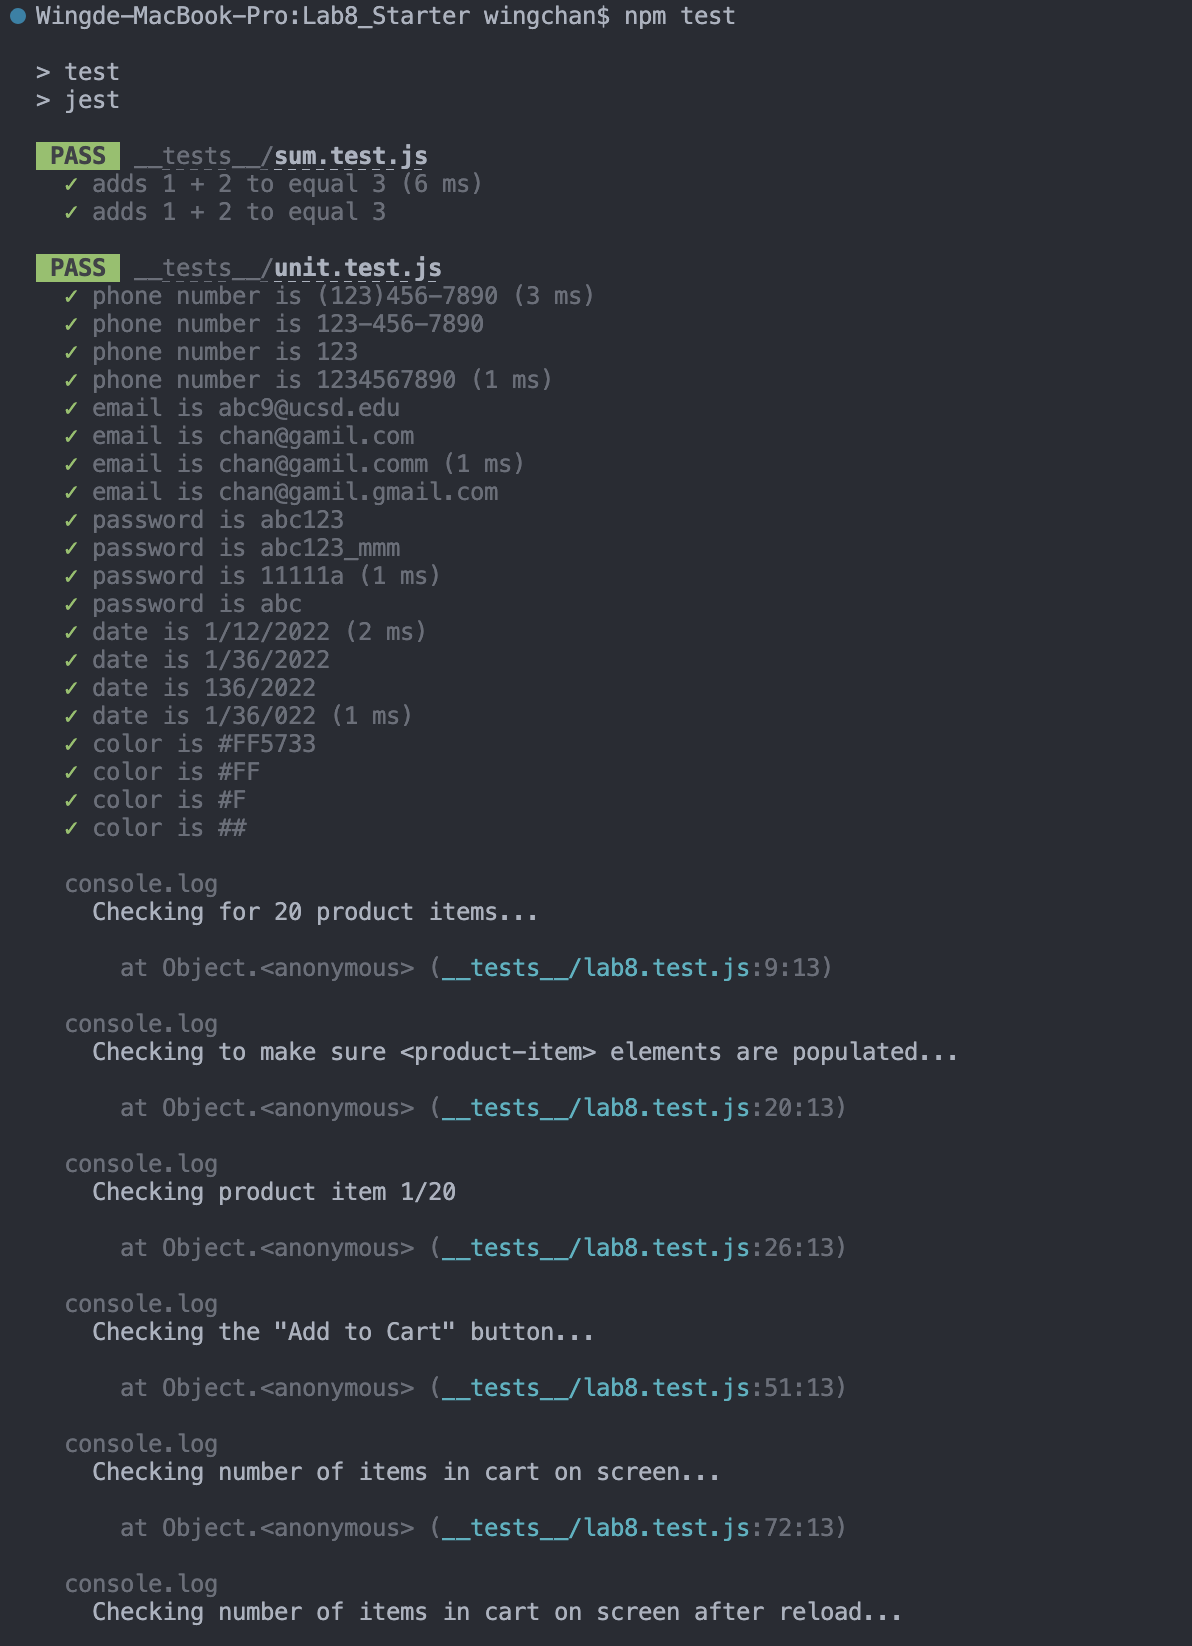 Wingde-MacBook-Pro:Lab8_Starter wingchan$ npm test
> test
> jest
PASS __tests__/sum.test.js
✓ adds 1 + 2 to equal 3 (6 ms)
✓ adds 1 + 2 to equal 3
PASS __tests__/unit.test.js
✓ phone number is (123)456-7890 (3 ms)
✓ phone number is 123-456-7890
✓ phone number is 123
✓ phone number is 1234567890 (1 ms)
✓ email is abc9@ucsd.edu
✓ email is chan@gamil.com
✓ email is chan@gamil.comm (1 ms)
✓ email is chan@gamil.gmail.com
✓ password is abc123
✓ password is abc123_mmm
✓ password is 11111a (1 ms)
✓ password is abc
✓ date is 1/12/2022 (2 ms)
✓ date is 1/36/2022
✓ date is 136/2022
✓ date is 1/36/022 (1 ms)
✓ color is #FF5733
✓ color is #FF
✓ color is #F
✓ color is ##
console.log
Checking for 20 product items...
at Object.<anonymous> (__tests__/lab8.test.js:9:13)
console.log
Checking to make sure <product-item> elements are populated...
at Object.<anonymous> (__tests__/lab8.test.js:20:13)
console.log
Checking product item 1/20
at Object.<anonymous> (__tests__/lab8.test.js:26:13)
console.log
Checking the "Add to Cart" button...
at Object.<anonymous> (__tests__/lab8.test.js:51:13)
console.log
Checking number of items in cart on screen...
at Object.<anonymous> (__tests__/lab8.test.js:72:13)
console.log
Checking number of items in cart on screen after reload...